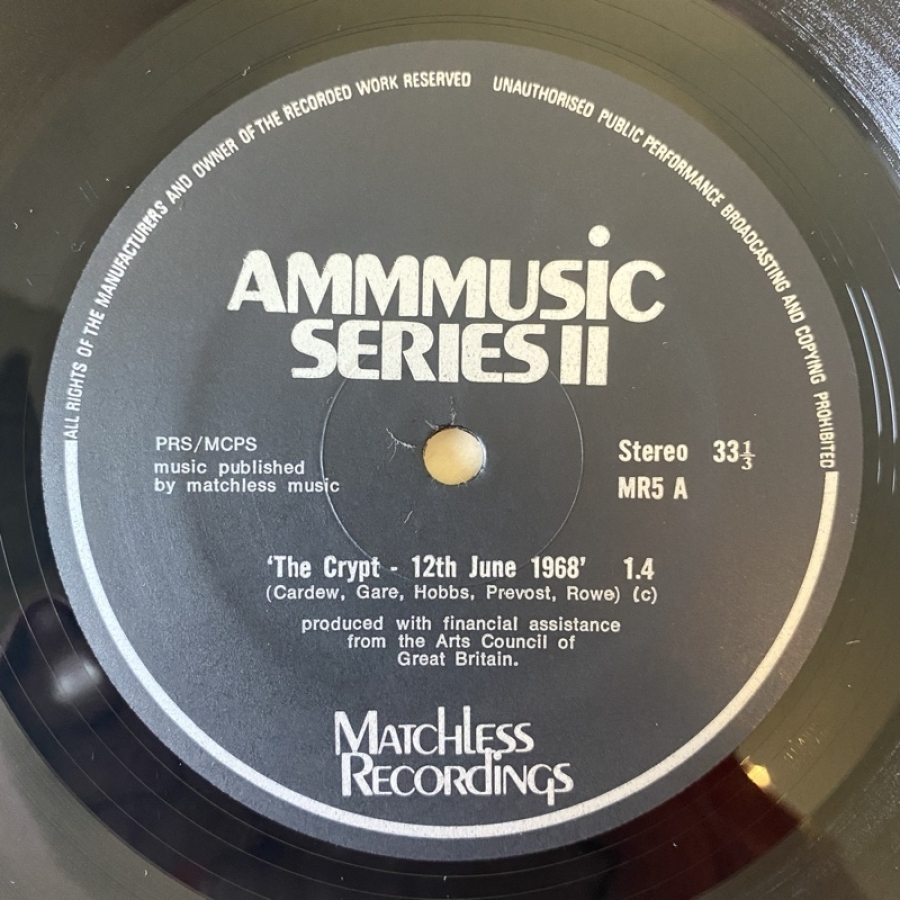 ALL RIGHTS OF THE MANUFACTURERS AND OWNER OF THE RECORDED WORK RESERVED UNAUTHORISED PUBLIC PERFORMANCE BROADCASTING AND COPYING PROHIBITED
AMMMUSiC
SERIES II
PRS/MCPS
music published
by matchless music
Stereo 33⅓
MR5 A
‘The Crypt - 12th June 1968’ 1.4
(Cardew, Gare, Hobbs, Prevost, Rowe) (c)
produced with financial assistance
from the Arts Council of
Great Britain.
MATCHLESS
RECORdiNGS